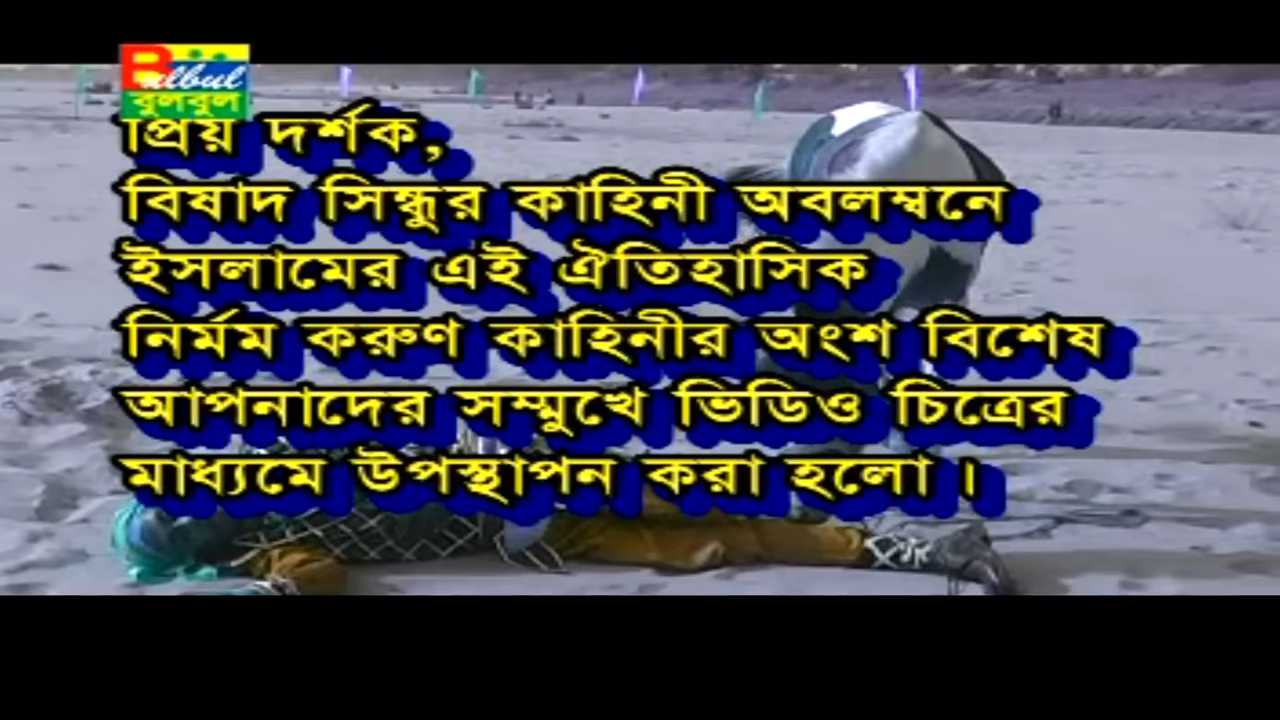 Bulbul
বুলবুল
প্রিয় দর্শক,
বিষাদ সিন্ধুর কাহিনী অবলম্বনে
ইসলামের এই ঐতিহাসিক
নির্মম করুণ কাহিনীর অংশ বিশেষ
আপনাদের সম্মুখে ভিডিও চিত্রের
মাধ্যমে উপস্থাপন করা হলো।